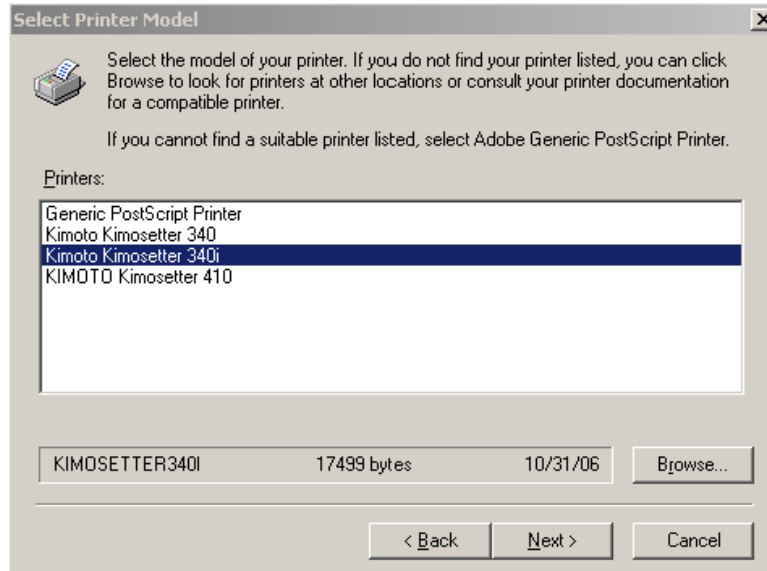 Select Printer Model
Select the model of your printer. If you do not find your printer listed, you can click
Browse to look for printers at other locations or consult your printer documentation
for a compatible printer.
If you cannot find a suitable printer listed, select Adobe Generic PostScript Printer.
Printers:
Generic PostScript Printer
Kimoto Kimosetter 340
Kimoto Kimosetter 340i
KIMOTO Kimosetter 410
KIMOSETTER340I 17499 bytes 10/31/06 Browse...
< Back Next > Cancel